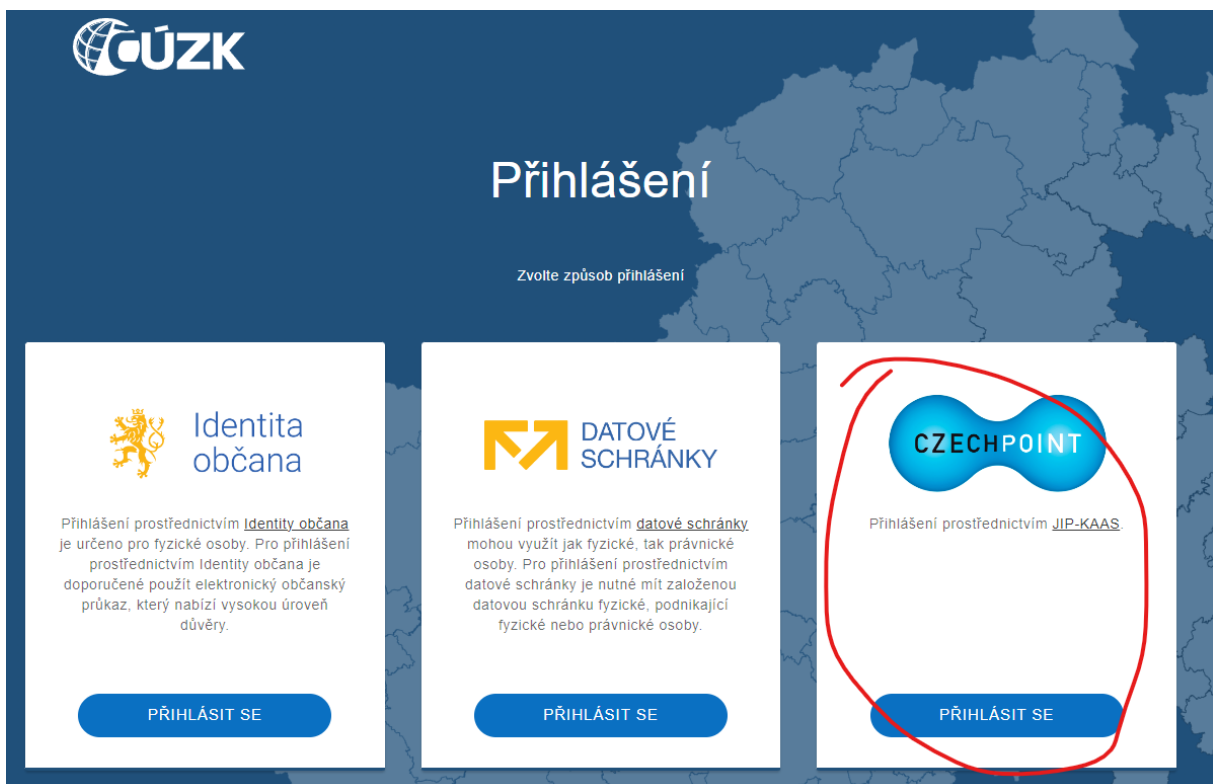 ČÚZK
Přihlášení
Zvolte způsob přihlášení
Identita
občana
Přihlášení prostřednictvím Identity občana
je určeno pro fyzické osoby. Pro přihlášení
prostřednictvím Identity občana je
doporučené použít elektronický občanský
průkaz, který nabízí vysokou úroveň
důvěry.
PŘIHLÁSIT SE
DATOVÉ
SCHRÁNKY
Přihlášení prostřednictvím datové schránky
mohou využít jak fyzické, tak právnické
osoby. Pro přihlášení prostřednictvím
datové schránky je nutné mít založenou
datovou schránku fyzické, podnikající
fyzické nebo právnické osoby.
PŘIHLÁSIT SE
CZECHPOINT
Přihlášení prostřednictvím JIP-KAAS.
PŘIHLÁSIT SE